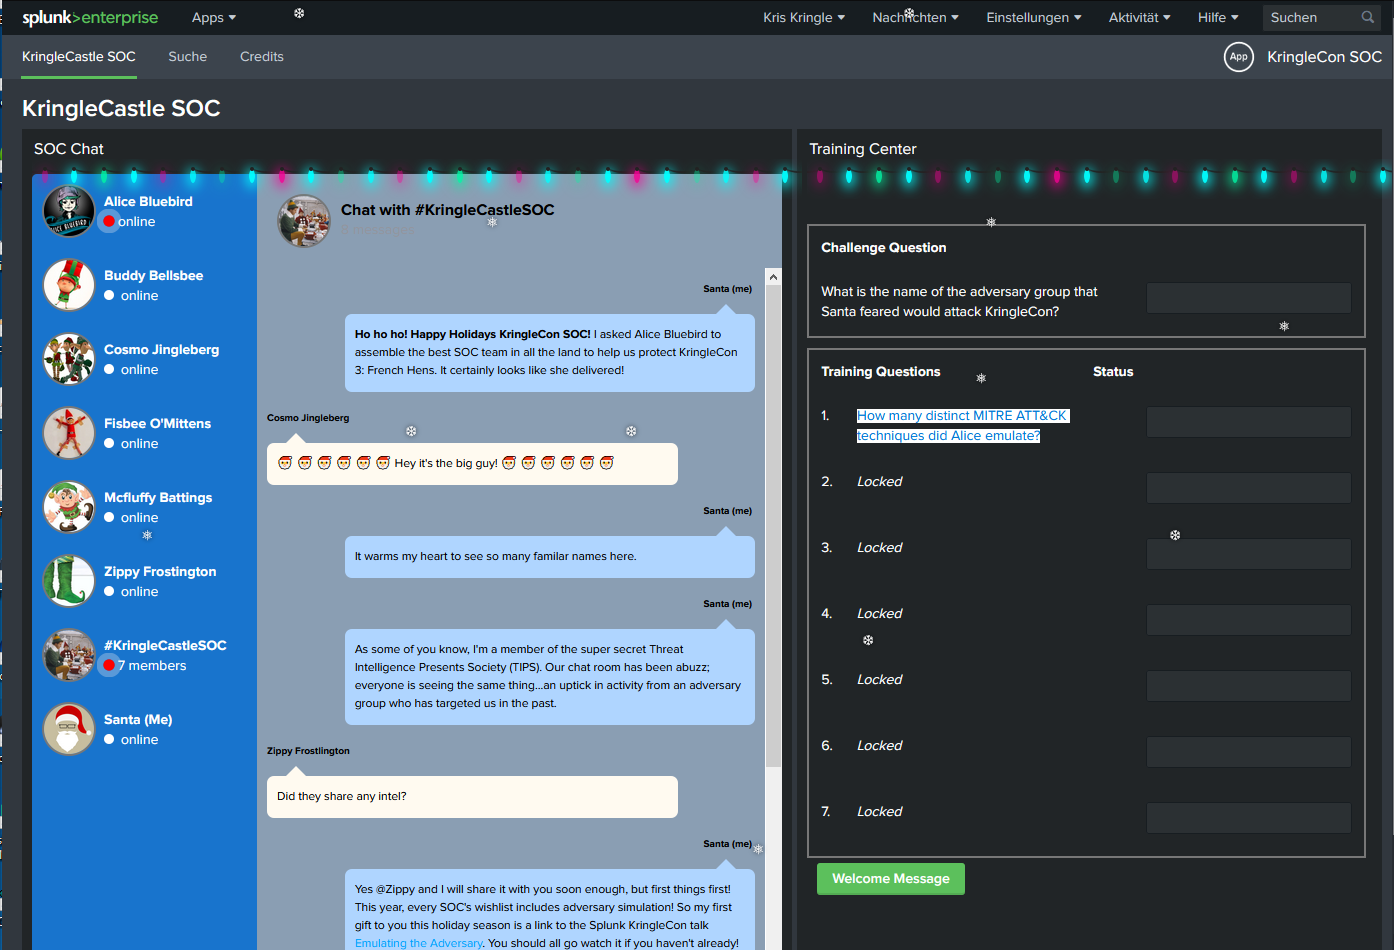 splunk>enterprise
Apps
Kris Kringle
Nachrichten
Einstellungen
Aktivität
Hilfe
Suchen
KringleCastle SOC
Suche
Credits
App
KringleCon SOC
KringleCastle SOC
SOC Chat
Alice Bluebird
online
Buddy Bellsbee
online
Cosmo Jingleberg
online
Fisbee O'Mittens
online
Mcfluffy Battings
online
Zippy Frostington
online
#KringleCastleSOC
7 members
Santa (Me)
online
Chat with #KringleCastleSOC
Santa (me)
Ho ho ho! Happy Holidays KringleCon SOC! I asked Alice Bluebird to
assemble the best SOC team in all the land to help us protect KringleCon
3: French Hens. It certainly looks like she delivered!
Cosmo Jingleberg
Hey it's the big guy!
Santa (me)
It warms my heart to see so many familar names here.
Santa (me)
As some of you know, I'm a member of the super secret Threat
Intelligence Presents Society (TIPS). Our chat room has been abuzz;
everyone is seeing the same thing...an uptick in activity from an adversary
group who has targeted us in the past.
Zippy Frostlington
Did they share any intel?
Santa (me)
Yes @Zippy and I will share it with you soon enough, but first things first!
This year, every SOC's wishlist includes adversary simulation! So my first
gift to you this holiday season is a link to the Splunk KringleCon talk
Emulating the Adversary. You should all go watch it if you haven't already!
Training Center
Challenge Question
What is the name of the adversary group that
Santa feared would attack KringleCon?
Training Questions
Status
1. How many distinct MITRE ATT&CK
techniques did Alice emulate?
2. Locked
3. Locked
4. Locked
5. Locked
6. Locked
7. Locked
Welcome Message